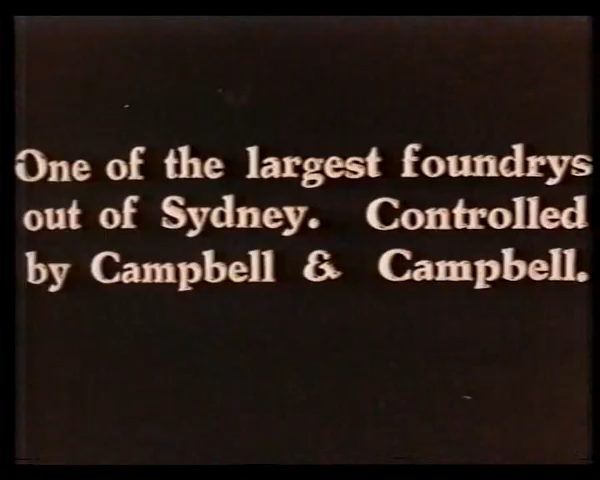 One of the largest foundrys
out of Sydney. Controlled
by Campbell & Campbell.